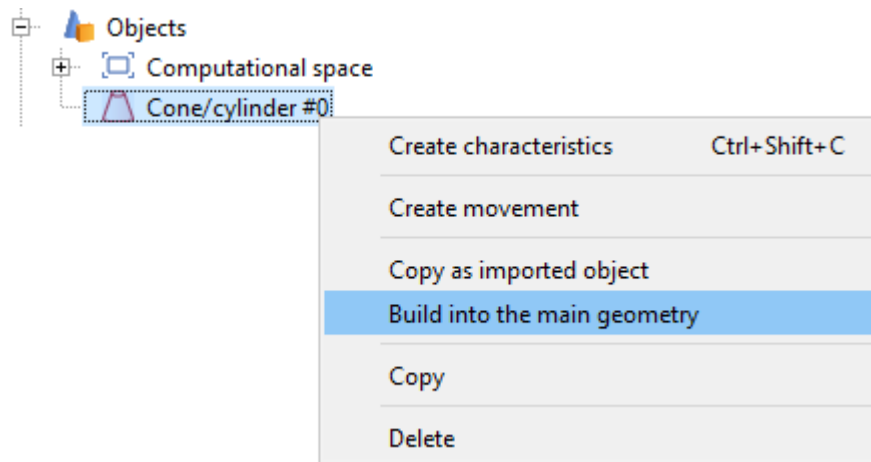 Objects
Computational space
Cone/cylinder #0
Create characteristics Ctrl+Shift+C
Create movement
Copy as imported object
Build into the main geometry
Copy
Delete